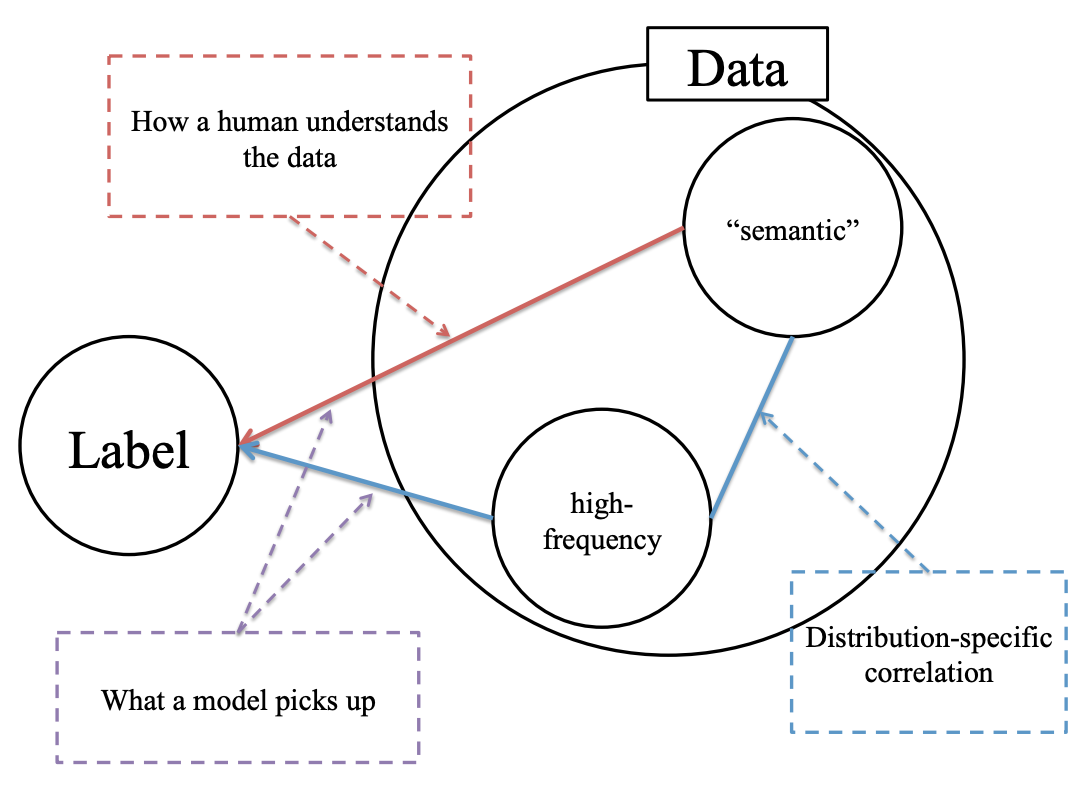 Data
How a human understands
the data
“semantic”
Label
high-
frequency
Distribution-specific
correlation
What a model picks up